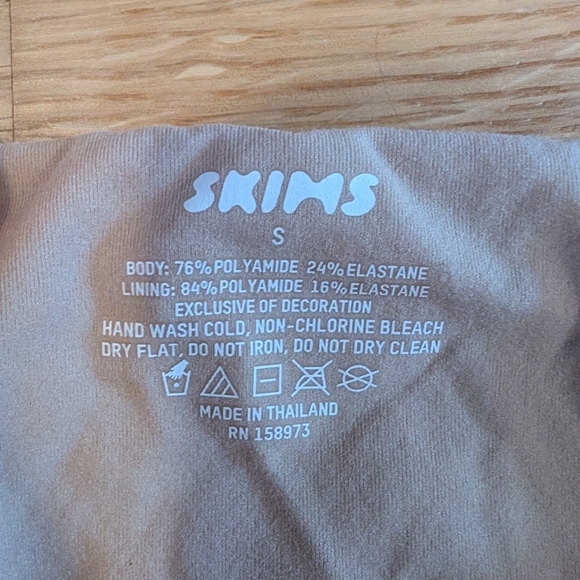 SKIMS
S
BODY: 76% POLYAMIDE 24% ELASTANE
LINING: 84% POLYAMIDE 16% ELASTANE
EXCLUSIVE OF DECORATION
HAND WASH COLD, NON-CHLORINE BLEACH
DRY FLAT, DO NOT IRON, DO NOT DRY CLEAN
MADE IN THAILAND
RN 158973